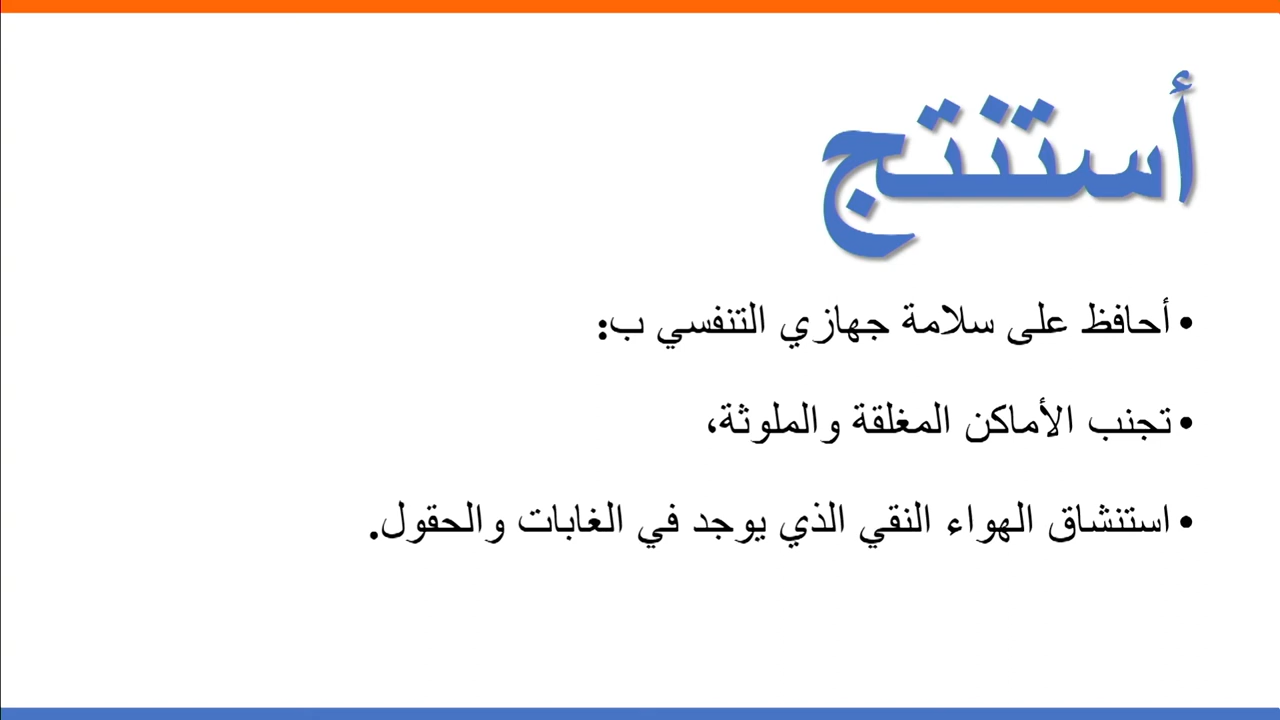 أستنتج
• أحافظ على سلامة جهازي التنفسي ب:
• تجنب الأماكن المغلقة والملوثة،
• استنشاق الهواء النقي الذي يوجد في الغابات والحقول.